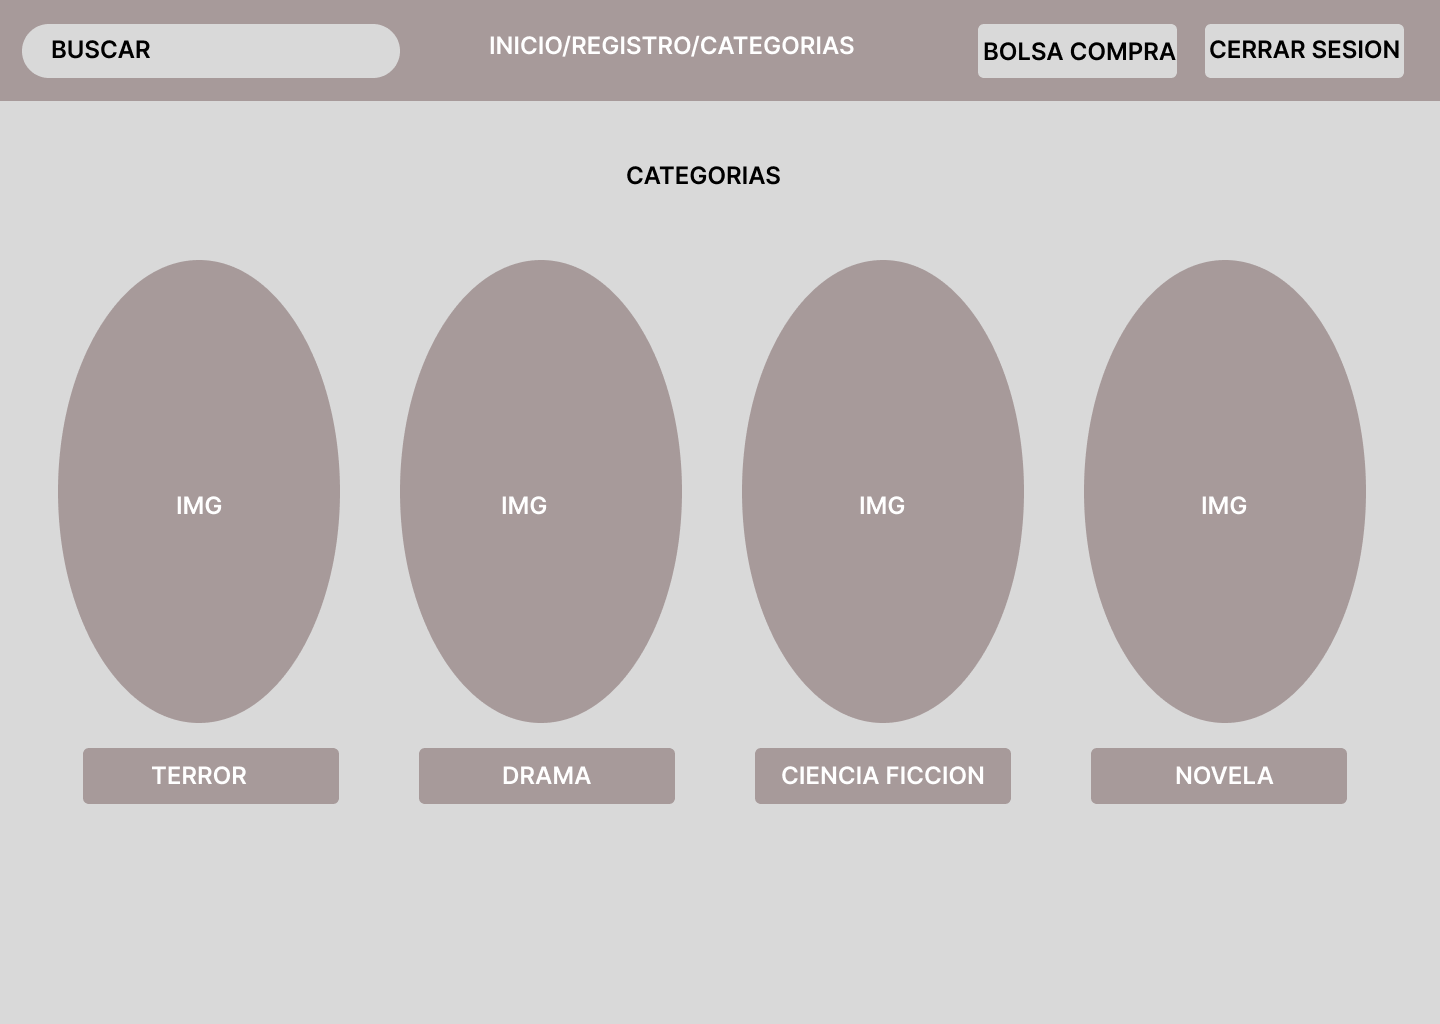 BUSCAR
INICIO/REGISTRO/CATEGORIAS
BOLSA COMPRA
CERRAR SESION
CATEGORIAS
IMG
IMG
IMG
IMG
TERROR
DRAMA
CIENCIA FICCION
NOVELA